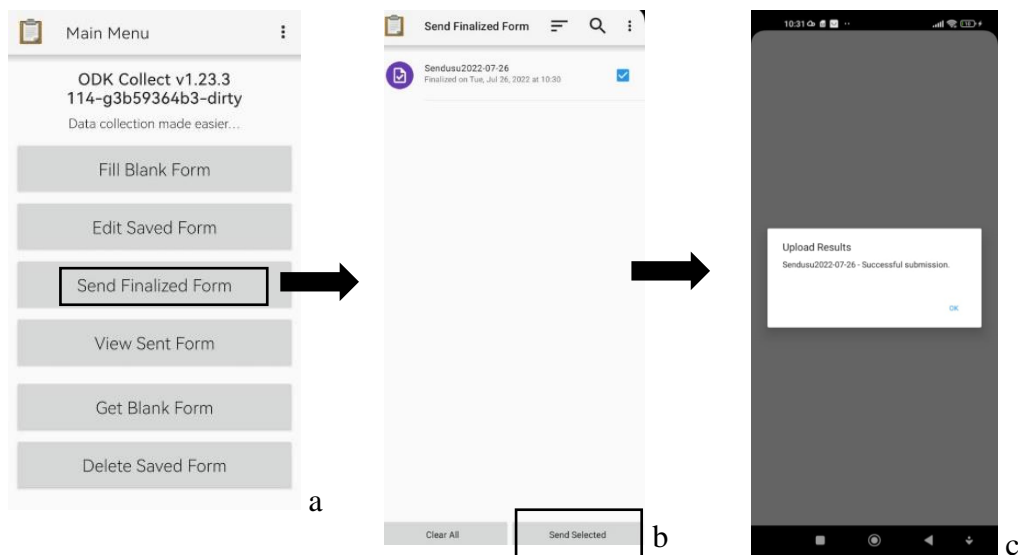 Main Menu
ODK Collect v1.23.3
114-g3b59364b3-dirty
Data collection made easier...
Fill Blank Form
Edit Saved Form
Send Finalized Form
View Sent Form
Get Blank Form
Delete Saved Form
a
Send Finalized Form
Sendusu2022-07-26
Finalized on Tue, Jul 26, 2022 at 10:30
Clear All
Send Selected
b
10:31
Upload Results
Sendusu2022-07-26 - Successful submission.
OK
c